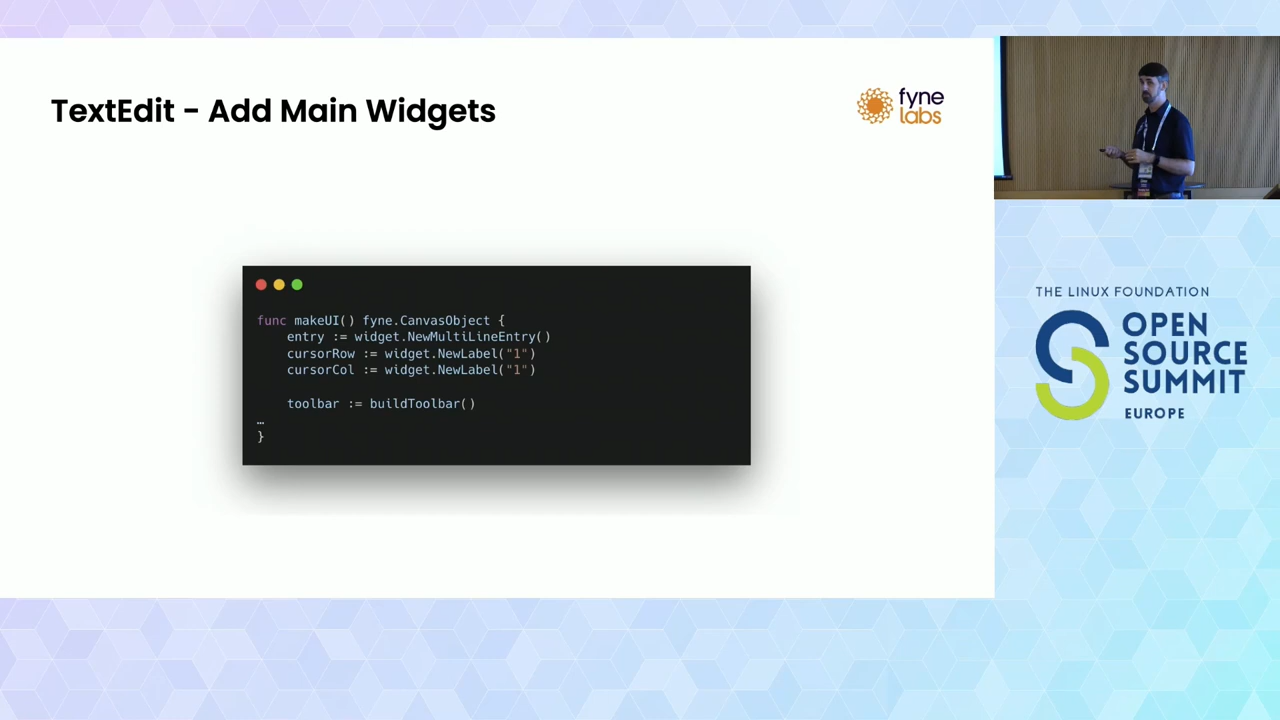 TextEdit - Add Main Widgets
fyne
labs
func makeUI() fyne.CanvasObject {
    entry := widget.NewMultiLineEntry()
    cursorRow := widget.NewLabel("1")
    cursorCol := widget.NewLabel("1")
    toolbar := buildToolbar()
…
}
THE LINUX FOUNDATION
OPEN
SOURCE
SUMMIT
EUROPE